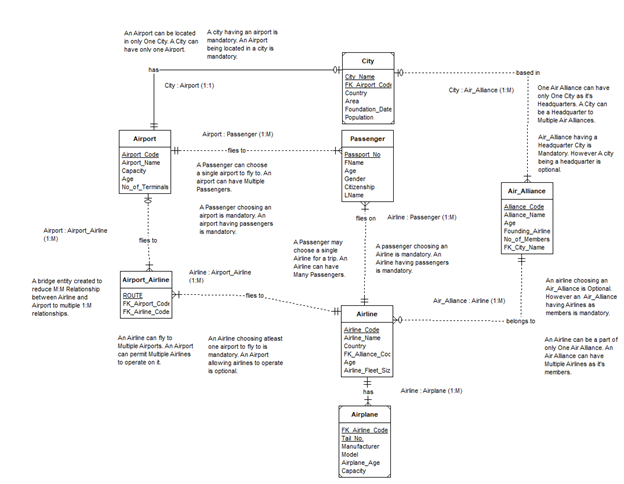 An Airport can be located
in only One City. A City can
have only one Airport.
A city having an airport is
mandatory. An Airport
being located in a city is
mandatory.
has
City : Airport (1:1)
City
City_Name
FK_Airport_Code
Country
Area
Foundation_Date
Population
based in
City : Air_Alliance (1:M)
One Air Alliance can have
only One City as it's
Headquarters. A City can
be a Headquarter to
Multiple Air Alliances.
Air_Alliance having a
Headquarter City is
Mandatory. However A city
being a headquarter is
optional.
Airport
Airport_Code
Airport_Name
Capacity
Age
No_of_Terminals
Airport : Passenger (1:M)
flies to
A Passenger can choose
a single airport to fly to. An
airport can have Multiple
Passengers.
A Passenger choosing an
airport is mandatory. An
airport having passengers
is mandatory.
Passenger
Passport_No
FName
Age
Gender
Citizenship
LName
flies on
Airline : Passenger (1:M)
A Passenger may
choose a single
Airline for a trip. An
Airline can have
Many Passengers.
A passenger choosing an
Airline is mandatory. An
Airline having passengers
is mandatory.
Air_Alliance
Alliance_Code
Alliance_Name
Age
Founding_Airline
No_of_Members
FK_City_Name
Airport : Airport_Airline
(1:M)
flies to
A bridge entity created to
reduce M:M Relationship
between Airline and
Airport to multiple 1:M
relationships.
Airport_Airline
ROUTE
FK_Airport_Cod
FK_Airline_Code
Airline : Airport_Airline
(1:M)
flies to
An Airline can fly to
Multiple Airports. An Airport
can permit Multiple Airlines
to operate on it.
An Airline choosing atleast
one airport to fly to is
mandatory. An Airport
allowing airlines to operate
is optional.
Airline
Airline_Code
Airline_Name
Country
FK_Alliance_Coc
Age
Airline_Fleet_Siz
Air_Alliance : Airline (1:M)
belongs to
An airline choosing an
Air_Alliance is Optional.
However an Air_Alliance
having Airlines as
members is mandatory.
An Airline can be a part of
only One Air Alliance. An
Air Alliance can have
Multiple Airlines as it's
members.
has
Airline : Airplane (1:M)
Airplane
FK_Airline_Code
Tail_No.
Manufacturer
Model
Airplane_Age
Capacity